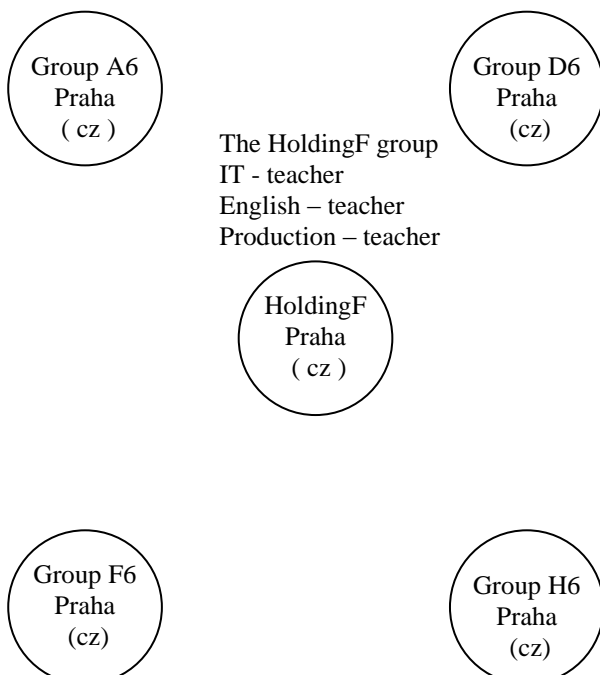 Group A6
Praha
( cz )
Group D6
Praha
(cz)
The HoldingF group
IT - teacher
English – teacher
Production – teacher
HoldingF
Praha
( cz )
Group F6
Praha
(cz)
Group H6
Praha
(cz)